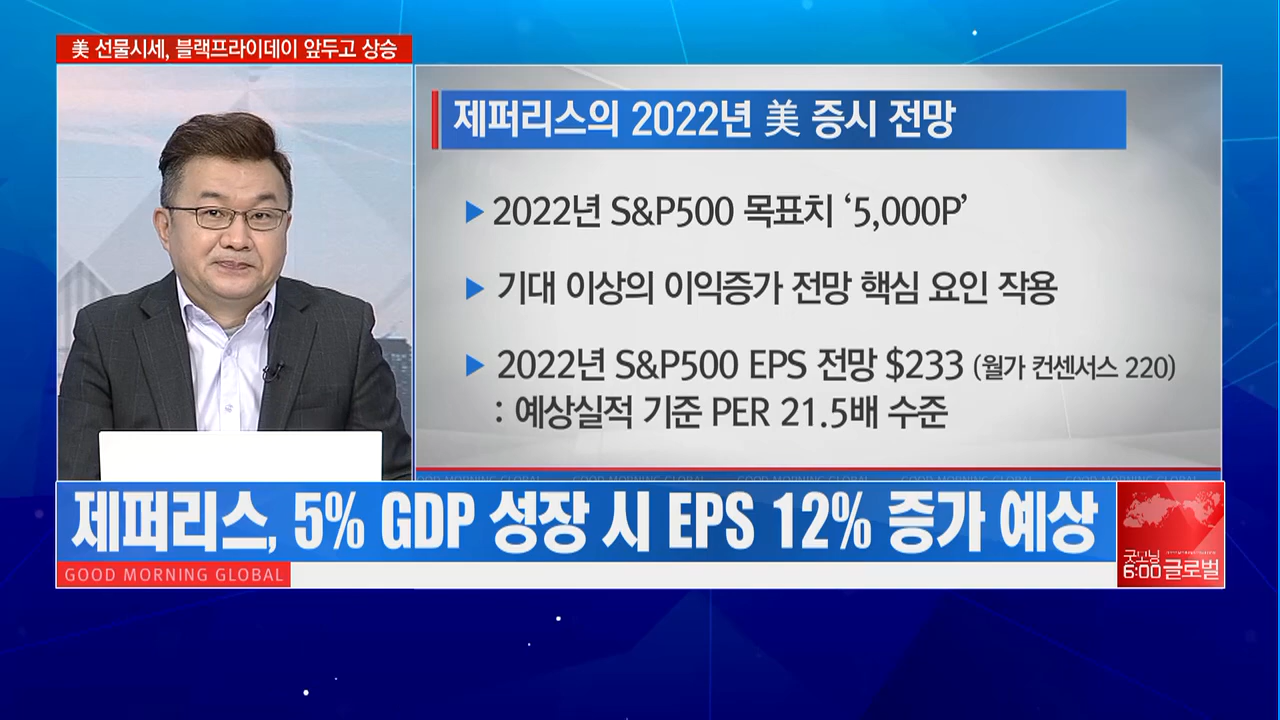 美 선물시세, 블랙프라이데이 앞두고 상승
제퍼리스의 2022년 美 증시 전망
▶ 2022년 S&P500 목표치 ‘5,000P’
▶ 기대 이상의 이익증가 전망 핵심 요인 작용
▶ 2022년 S&P500 EPS 전망 $233 (월가 컨센서스 220)
: 예상실적 기준 PER 21.5배 수준
제퍼리스, 5% GDP 성장 시 EPS 12% 증가 예상
GOOD MORNING GLOBAL
굿모닝
6:00 글로벌